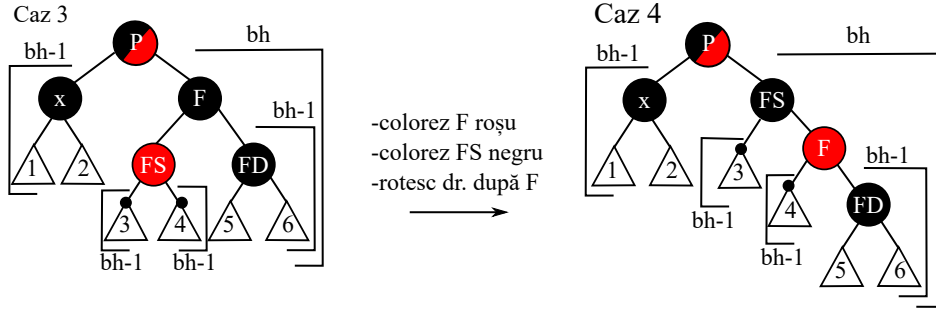 Caz 3
P
bh
bh-1
x
F
bh-1
1
2
FS
FD
3
4
5
6
bh-1
bh-1
-colorez F roșu
-colorez FS negru
-rotesc dr. după F
Caz 4
P
bh
bh-1
x
FS
1
2
3
F
bh-1
bh-1
4
FD
bh-1
5
6